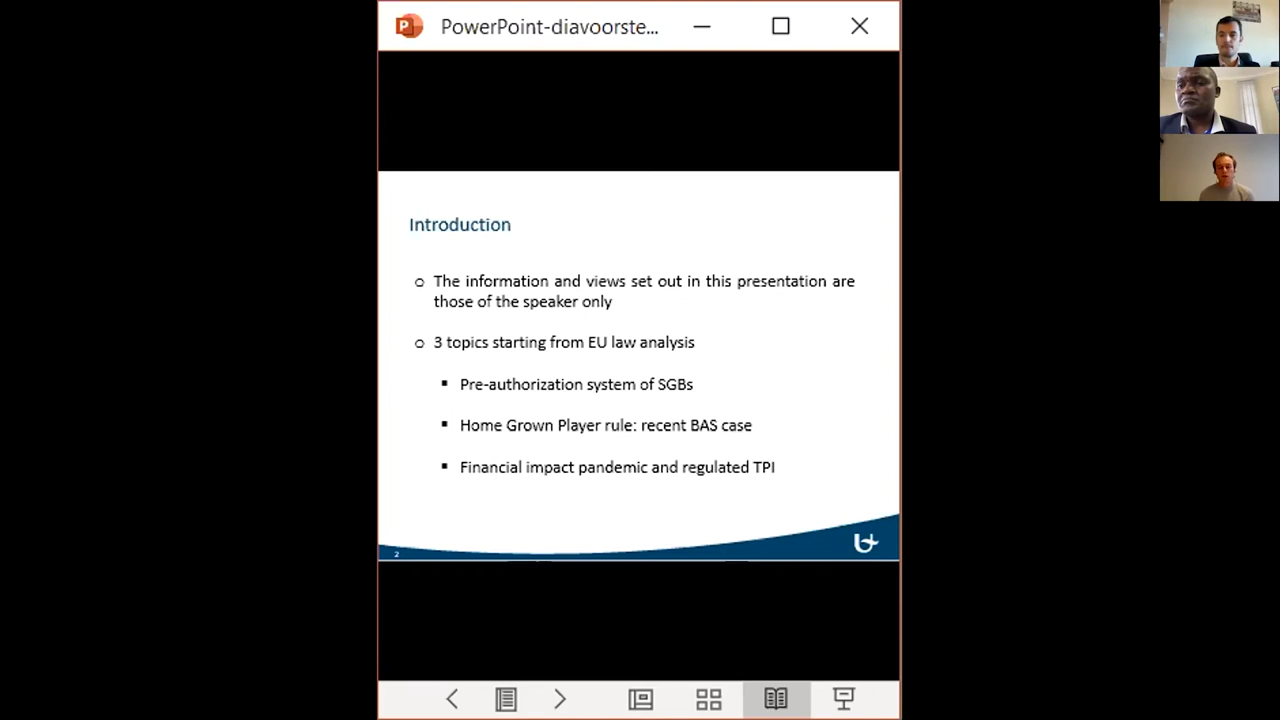 PowerPoint-diavoorste...
Introduction
The information and views set out in this presentation are
those of the speaker only
3 topics starting from EU law analysis
Pre-authorization system of SGBs
Home Grown Player rule: recent BAS case
Financial impact pandemic and regulated TPI
2